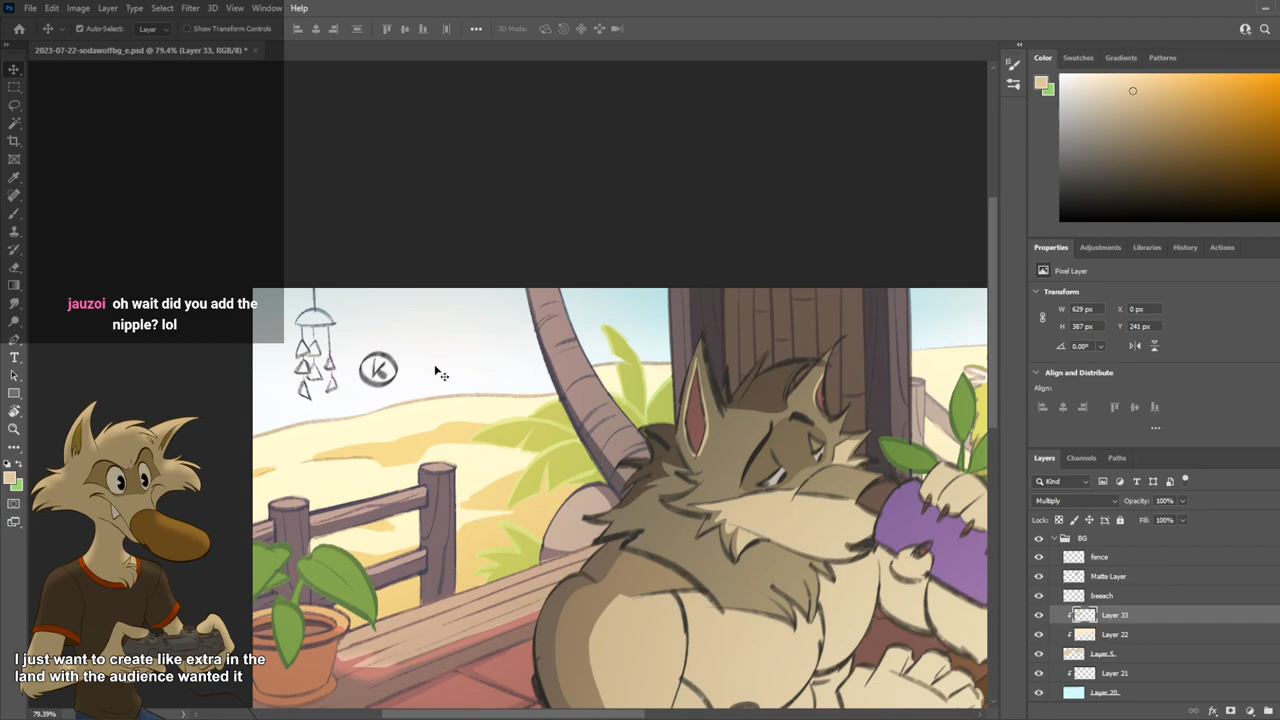 Ps File Edit Image Layer Type Select Filter 3D View Window Help
Auto-Select: Layer Show Transform Controls 3D Mode:
2023-07-22-sodawolfbg_e.psd @ 79.4% (Layer 33, RGB/8) *
Color Swatches Gradients Patterns
Properties Adjustments Libraries History Actions
Pixel Layer
Transform
W 629 px X 0 px
H 387 px Y 241 px
0.00°
Align and Distribute
Align:
Layers Channels Paths
Kind
Multiply Opacity: 100%
Lock: Fill: 100%
BG
fence
Matte Layer
beeach
Layer 33
Layer 22
Layer 5
Layer 21
Layer 20
jauzoi oh wait did you add the
nipple? lol
K
I just want to create like extra in the
land with the audience wanted it
79.39%